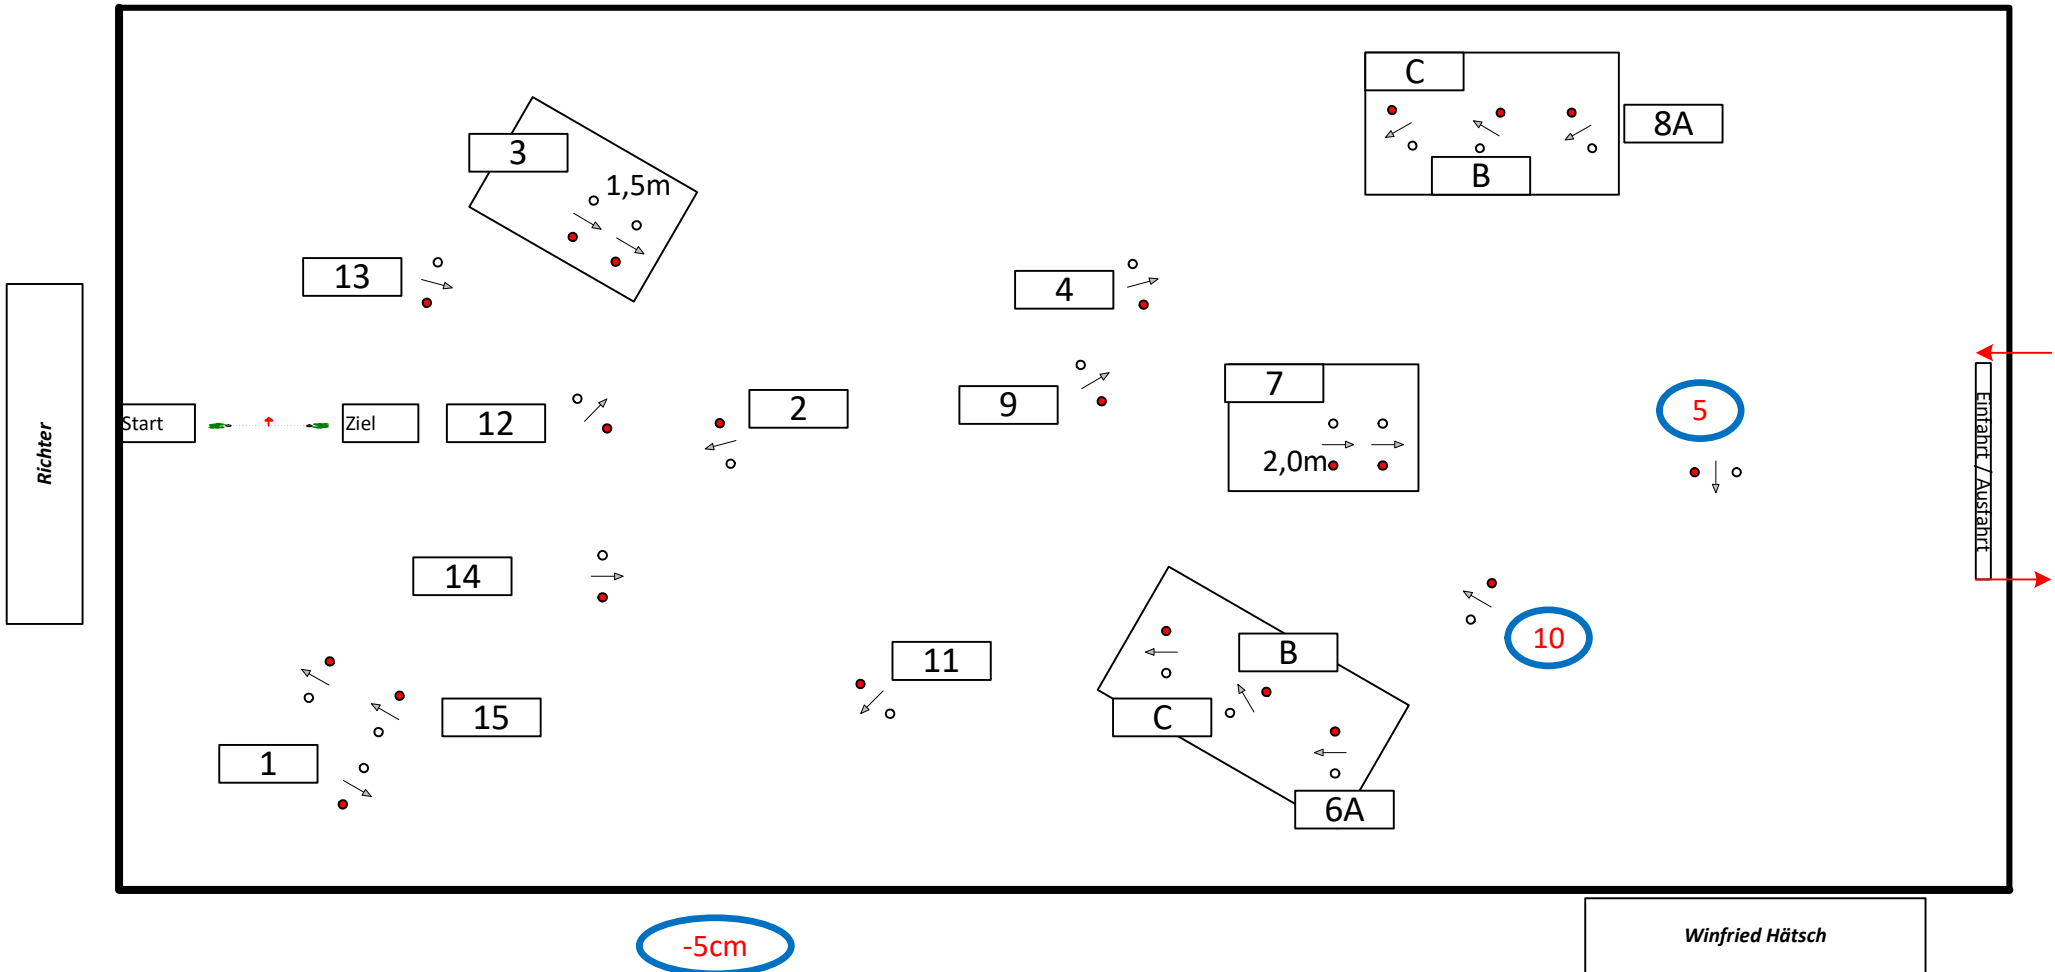 C
8A
B
3
1,5m
13
4
Richter
Start
Ziel
12
2
9
7
2,0m
5
Einfahrt / Ausfahrt
14
11
B
10
15
C
1
6A
-5cm
Winfried Hätsch